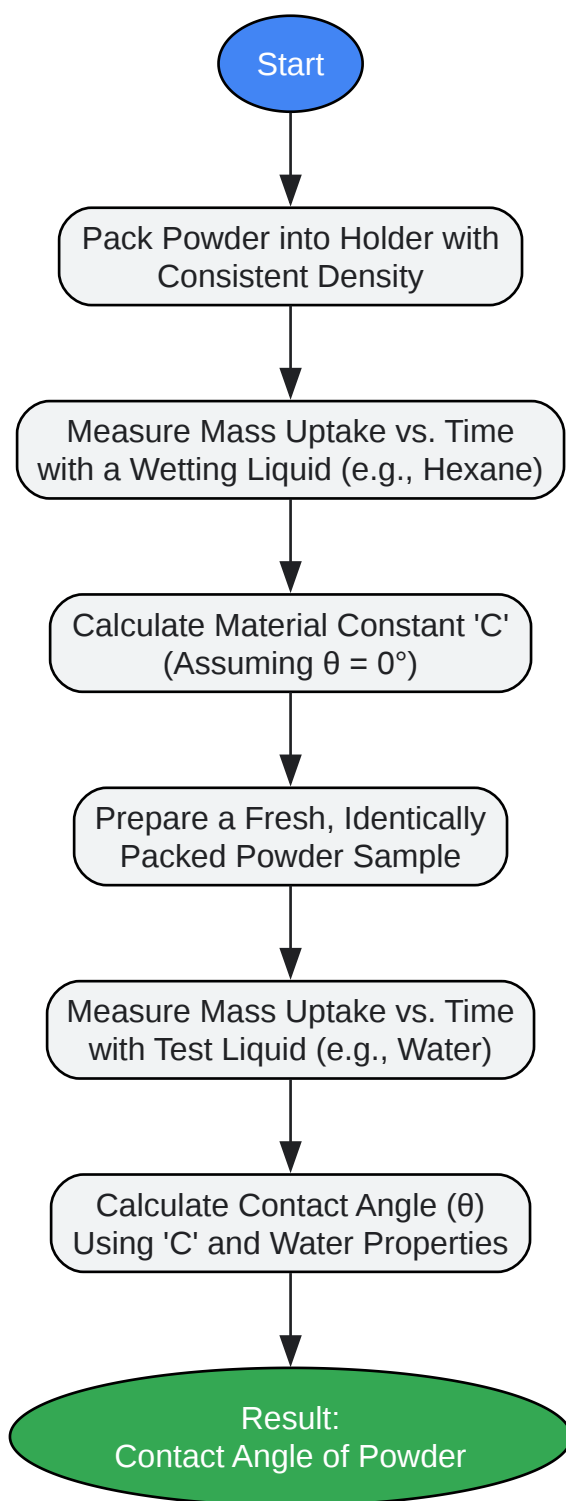 Start
Pack Powder into Holder with
Consistent Density
Measure Mass Uptake vs. Time
with a Wetting Liquid (e.g., Hexane)
Calculate Material Constant 'C'
(Assuming θ = 0°)
Prepare a Fresh, Identically
Packed Powder Sample
Measure Mass Uptake vs. Time
with Test Liquid (e.g., Water)
Calculate Contact Angle (θ)
Using 'C' and Water Properties
Result:
Contact Angle of Powder